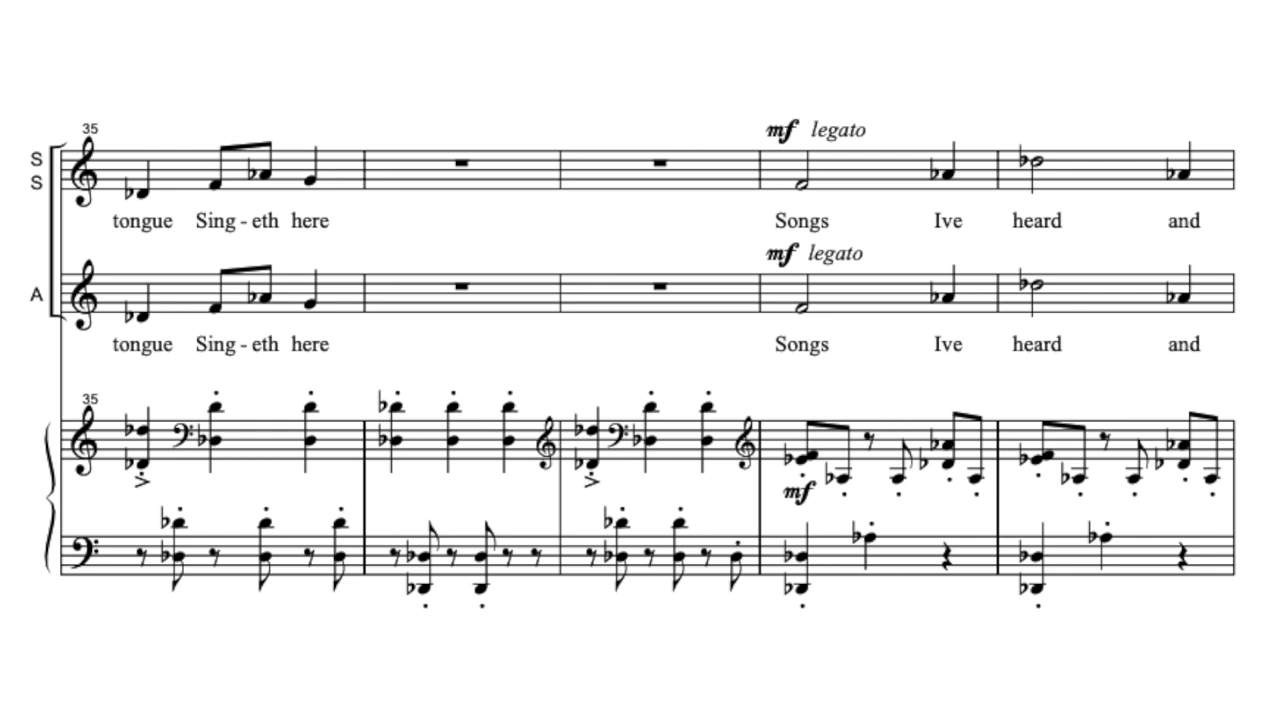 35
mf legato
S
S
tongue Sing - eth here Songs Ive heard and
mf legato
A
tongue Sing - eth here Songs Ive heard and
35
mf